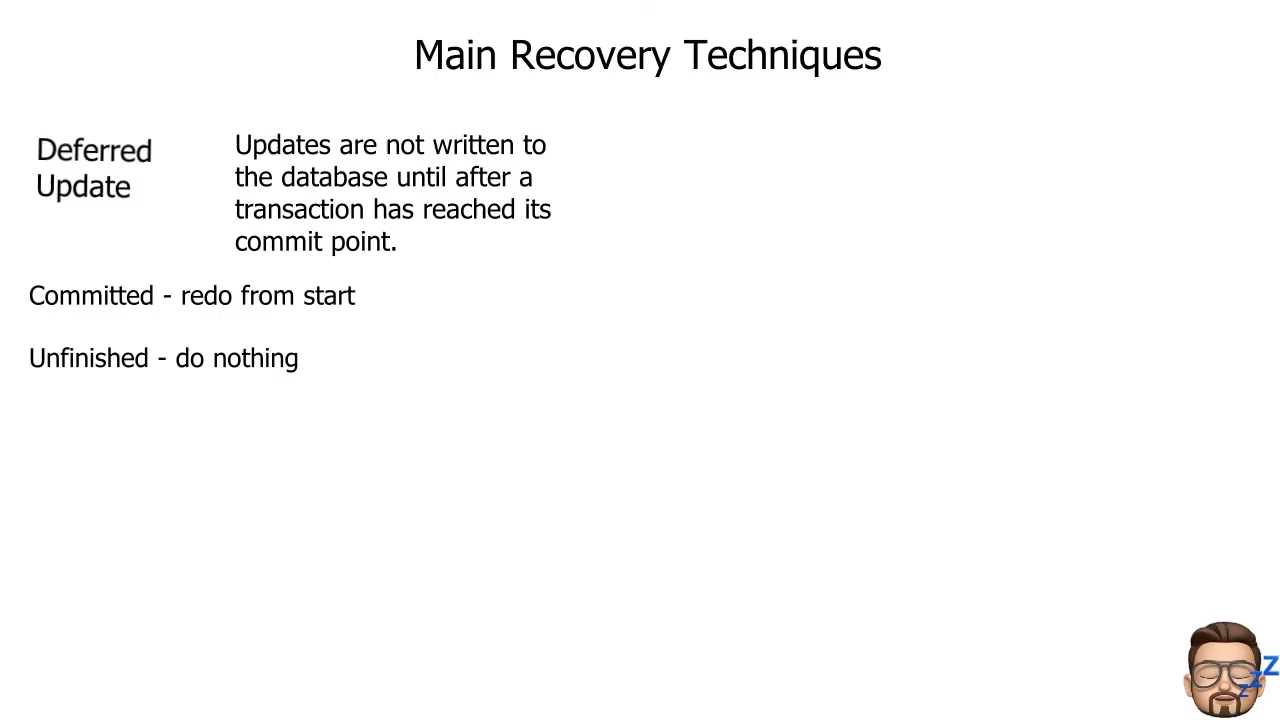 Main Recovery Techniques
Deferred
Update
Updates are not written to
the database until after a
transaction has reached its
commit point.
Committed - redo from start
Unfinished - do nothing
z
z
Z